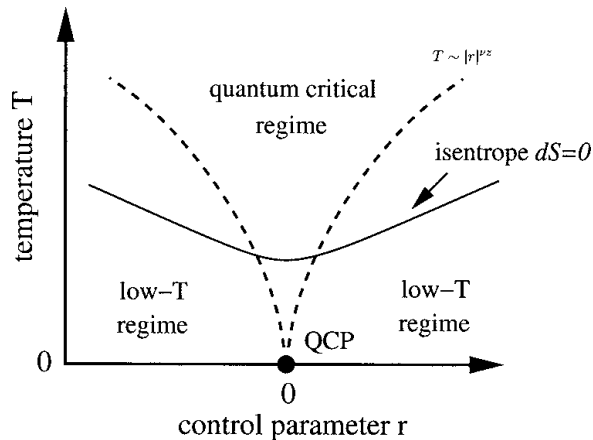 temperature T
quantum critical
regime
T ∼ |r|^{νz}
isentrope dS=0
low–T
regime
low–T
regime
QCP
0
0
control parameter r